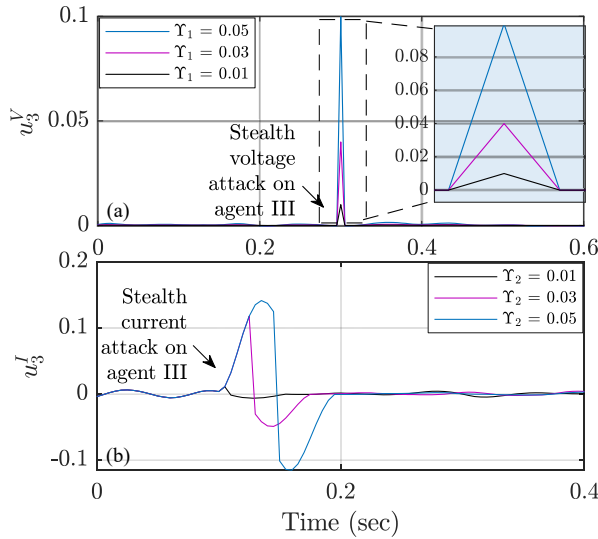 0.1
ϒ₁ = 0.05
ϒ₁ = 0.03
ϒ₁ = 0.01
0.08
0.06
0.04
0.02
0
u₃ⱽ
0.05
Stealth
voltage
attack on
agent III
(a)
0
0 0.2 0.4 0.6
0.2
ϒ₂ = 0.01
ϒ₂ = 0.03
ϒ₂ = 0.05
Stealth
current
attack on
agent III
u₃ᴵ
0.1
0
-0.1
(b)
0 0.2 0.4
Time (sec)